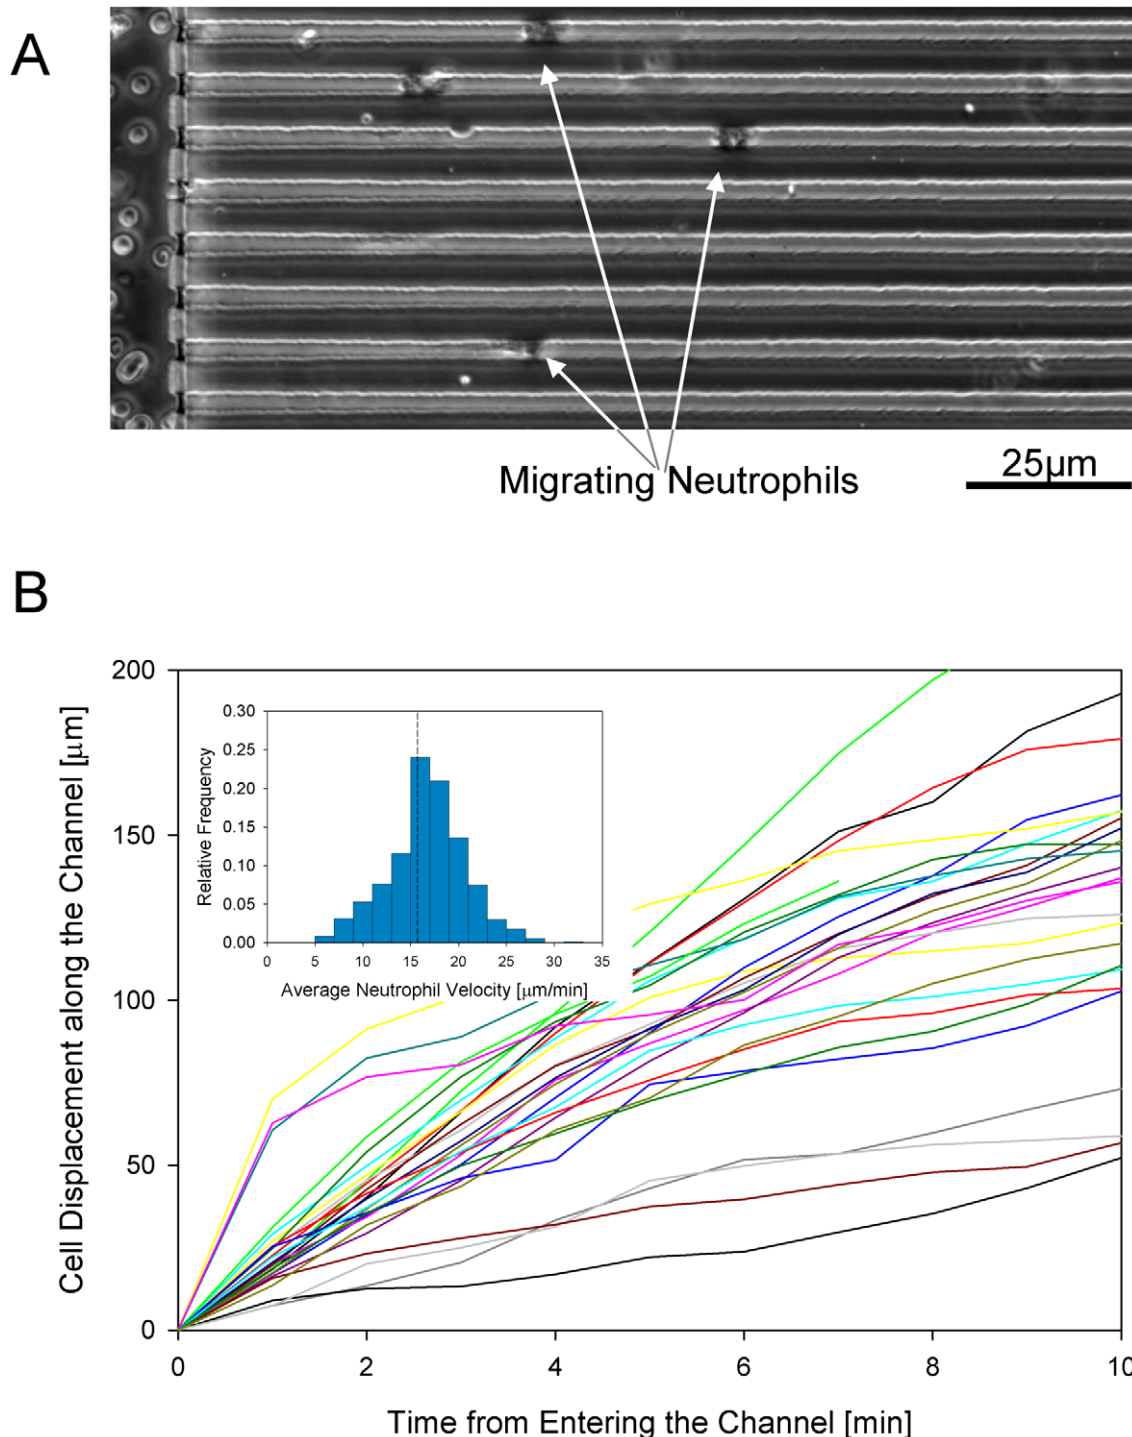 A
Migrating Neutrophils
25μm
B
Cell Displacement along the Channel [μm]
200
150
100
50
0
0 2 4 6 8 10
Time from Entering the Channel [min]
Relative Frequency
0.30
0.25
0.20
0.15
0.10
0.05
0.00
0 5 10 15 20 25 30 35
Average Neutrophil Velocity [μm/min]